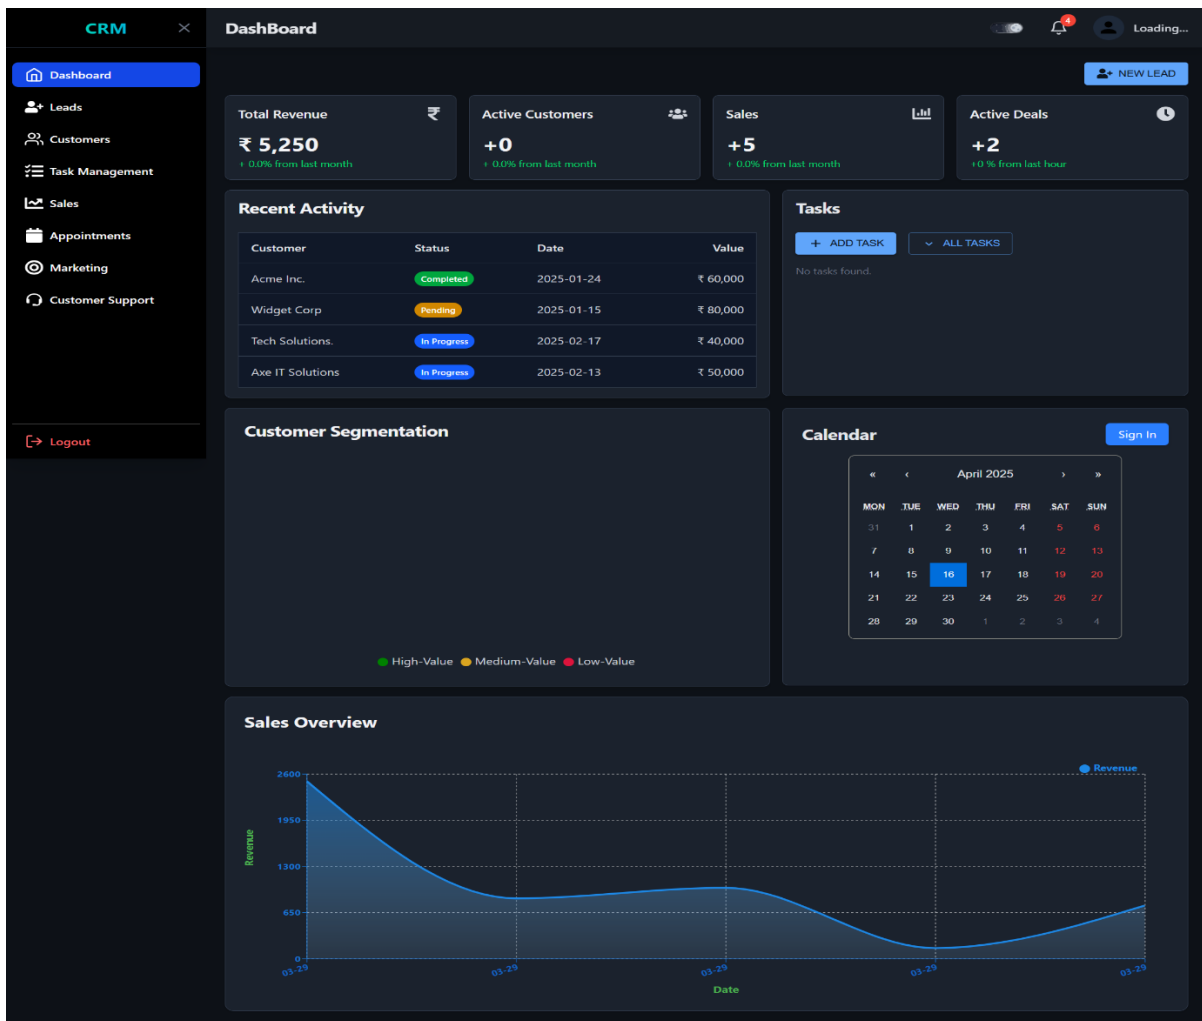 CRM
DashBoard
4
Loading...
Dashboard
Leads
Customers
Task Management
Sales
Appointments
Marketing
Customer Support
Logout
NEW LEAD
Total Revenue
₹ 5,250
+ 0.0% from last month
Active Customers
+0
+ 0.0% from last month
Sales
+5
+ 0.0% from last month
Active Deals
+2
+0 % from last hour
Recent Activity
Customer Status Date Value
Acme Inc. Completed 2025-01-24 ₹ 60,000
Widget Corp Pending 2025-01-15 ₹ 80,000
Tech Solutions. In Progress 2025-02-17 ₹ 40,000
Axe IT Solutions In Progress 2025-02-13 ₹ 50,000
Tasks
+ ADD TASK ALL TASKS
No tasks found.
Customer Segmentation
High-Value Medium-Value Low-Value
Calendar
Sign In
« ‹ April 2025 › »
MON TUE WED THU FRI SAT SUN
31 1 2 3 4 5 6
7 8 9 10 11 12 13
14 15 16 17 18 19 20
21 22 23 24 25 26 27
28 29 30 1 2 3 4
Sales Overview
Revenue
2600
1950
1300
650
0
Revenue
03-29 03-29 03-29 03-29 03-29
Date